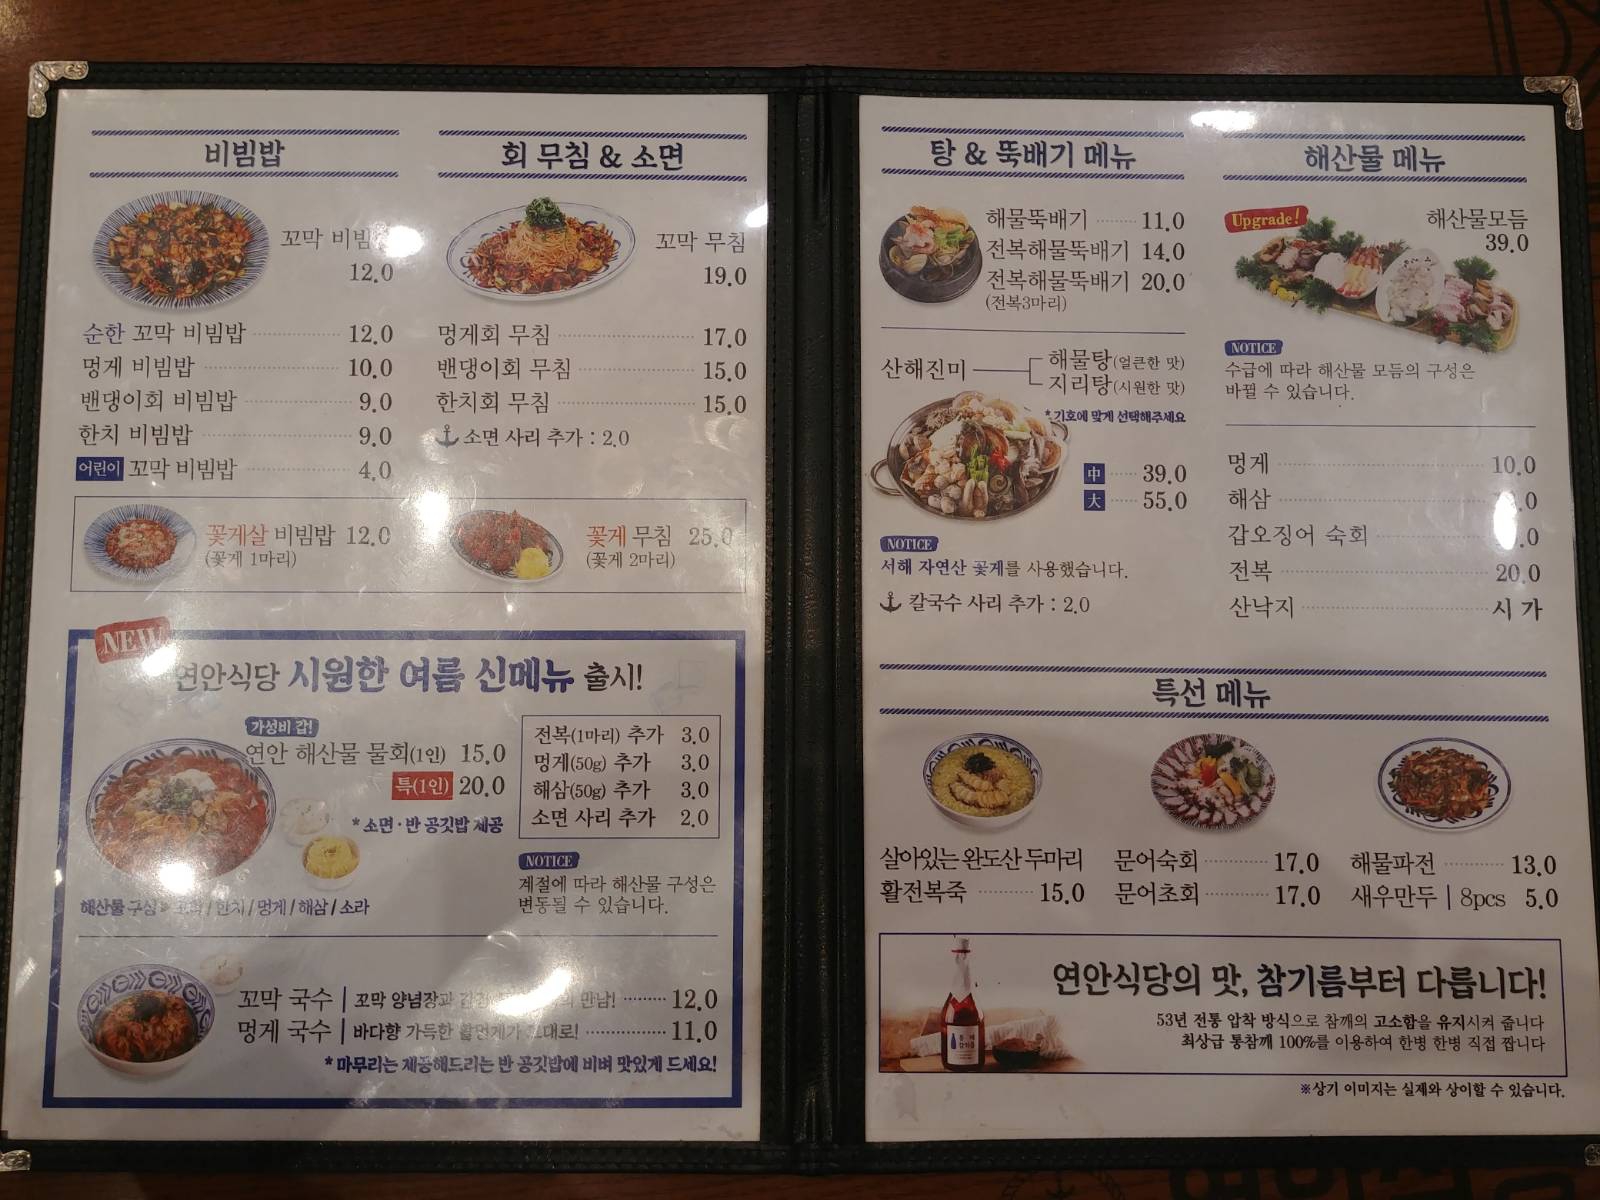 비빔밥
꼬막 비빔
12.0
순한 꼬막 비빔밥 12.0
멍게 비빔밥 10.0
밴댕이회 비빔밥 9.0
한치 비빔밥 9.0
어린이 꼬막 비빔밥 4.0
회 무침 & 소면
꼬막 무침
19.0
멍게회 무침 17.0
밴댕이회 무침 15.0
한치회 무침 15.0
소면 사리 추가 : 2.0
꽃게살 비빔밥 12.0
(꽃게 1마리)
꽃게 무침 25.0
(꽃게 2마리)
NEW
연안식당 시원한 여름 신메뉴 출시!
가성비 갑!
연안 해산물 물회(1인) 15.0
특(1인) 20.0
* 소면·반 공깃밥 제공
해산물 구성 꼬막 / 한치 / 멍게 / 해삼 / 소라
전복(1마리) 추가 3.0
멍게(50g) 추가 3.0
해삼(50g) 추가 3.0
소면 사리 추가 2.0
NOTICE
계절에 따라 해산물 구성은
변동될 수 있습니다.
꼬막 국수 | 꼬막 양념장과 만남! 12.0
멍게 국수 | 바다향 가득한 활멍게가 그대로! 11.0
* 마무리는 제공해드리는 반 공깃밥에 비벼 맛있게 드세요!
탕 & 뚝배기 메뉴
해물뚝배기 11.0
전복해물뚝배기 14.0
전복해물뚝배기 20.0
(전복3마리)
산해진미
해물탕(얼큰한 맛)
지리탕(시원한 맛)
* 기호에 맞게 선택해주세요
中 39.0
大 55.0
NOTICE
서해 자연산 꽃게를 사용했습니다.
칼국수 사리 추가 : 2.0
해산물 메뉴
Upgrade!
해산물모듬
39.0
NOTICE
수급에 따라 해산물 모듬의 구성은
바뀔 수 있습니다.
멍게 10.0
해삼
갑오징어 숙회
전복 20.0
산낙지 시 가
특선 메뉴
살아있는 완도산 두마리
활전복죽 15.0
문어숙회 17.0
문어초회 17.0
해물파전 13.0
새우만두 | 8pcs 5.0
연안식당의 맛, 참기름부터 다릅니다!
53년 전통 압착 방식으로 참깨의 고소함을 유지시켜 줍니다
최상급 통참깨 100%를 이용하여 한병 한병 직접 짭니다
※상기 이미지는 실제와 상이할 수 있습니다.